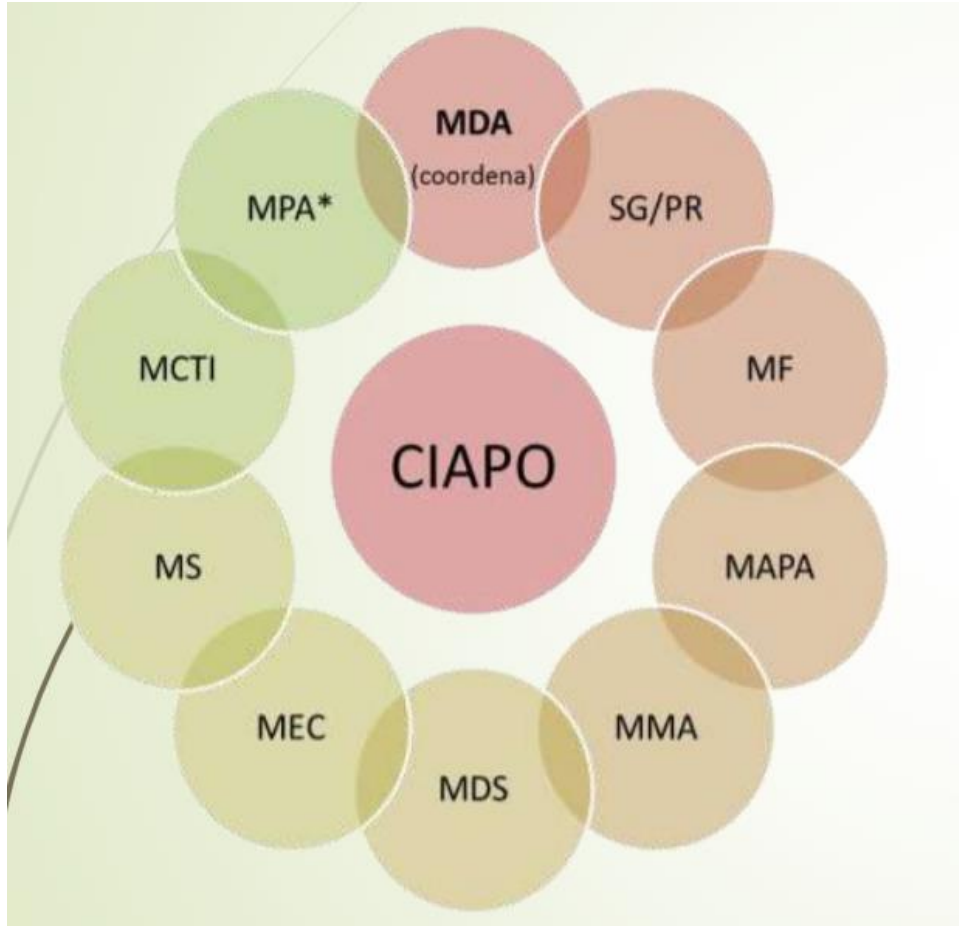 MDA
(coordena)
SG/PR
MF
MAPA
MMA
MDS
MEC
MS
MCTI
MPA*
CIAPO